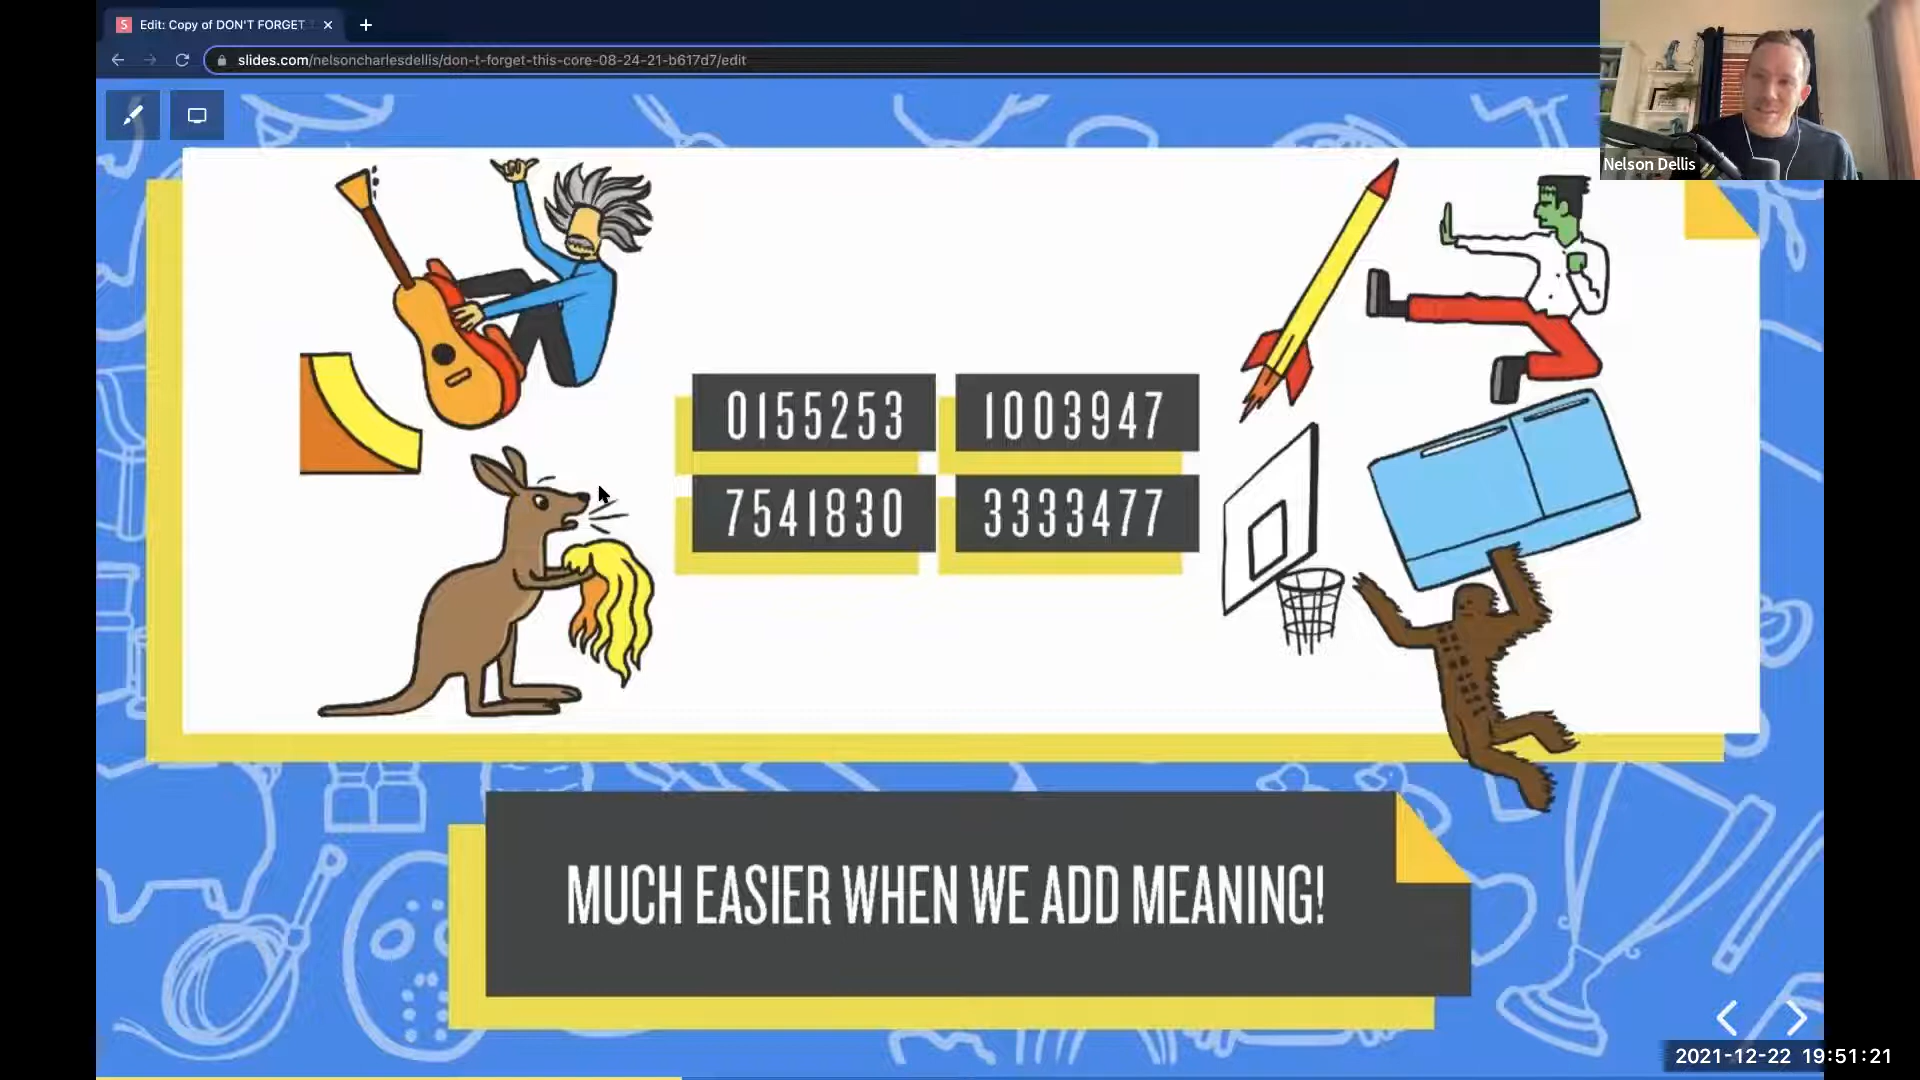 S Edit: Copy of DON'T FORGET
slides.com/nelsoncharlesdellis/don-t-forget-this-core-08-24-21-b617d7/edit
Nelson Dellis
0155253 1003947
7541830 3333477
MUCH EASIER WHEN WE ADD MEANING!
2021-12-22 19:51:21